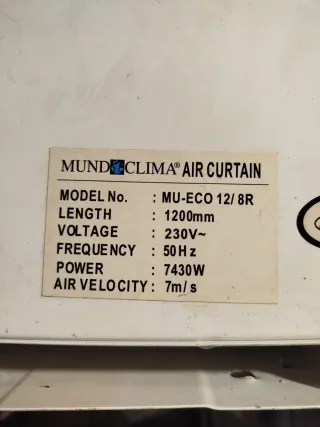 MUNDOCLIMA® AIR CURTAIN
MODEL No. : MU-ECO 12/8R
LENGTH : 1200mm
VOLTAGE : 230V~
FREQUENCY : 50Hz
POWER : 7430W
AIR VELOCITY : 7m/s